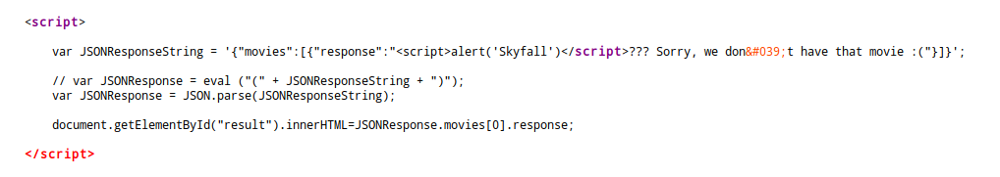 <script>
var JSONResponseString = '{"movies":[{"response":"<script>alert('Skyfall')</script>??? Sorry, we don&#039;t have that movie :("}]}';
// var JSONResponse = eval ("(" + JSONResponseString + ")");
var JSONResponse = JSON.parse(JSONResponseString);
document.getElementById("result").innerHTML=JSONResponse.movies[0].response;
</script>